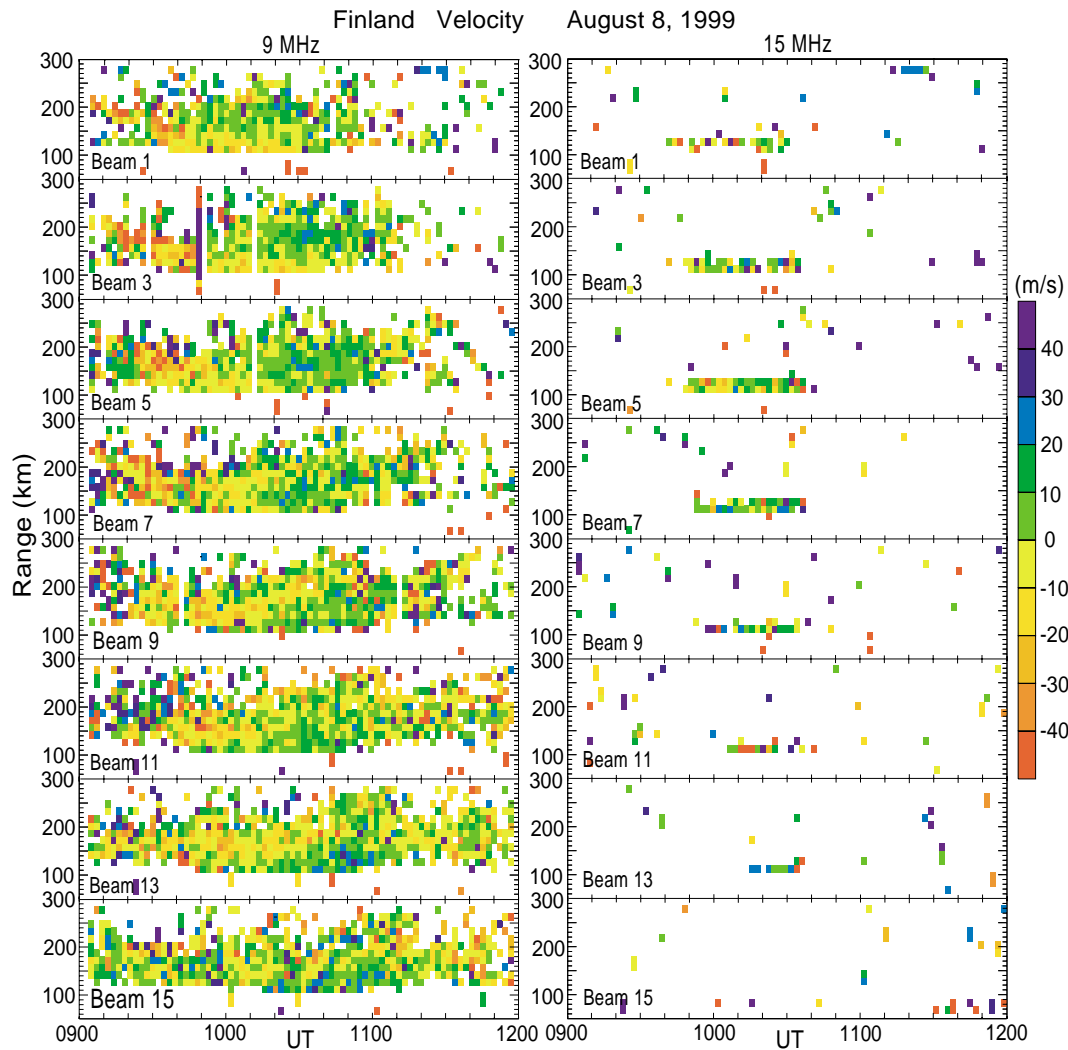 Finland Velocity August 8, 1999
9 MHz 15 MHz
300
200
100
Beam 1
Beam 1
300
200
100
Beam 3
Beam 3
300
200
100
Beam 5
Beam 5
300
200
100
Beam 7
Beam 7
300
200
100
Beam 9
Beam 9
300
200
100
Beam 11
Beam 11
300
200
100
Beam 13
Beam 13
300
200
100
Beam 15
Beam 15
0900 1000 1100 1200
UT
300
200
100
300
200
100
300
200
100
300
200
100
300
200
100
300
200
100
300
200
100
300
200
100
0900 1000 1100 1200
UT
Range (km)
(m/s)
40
30
20
10
0
-10
-20
-30
-40